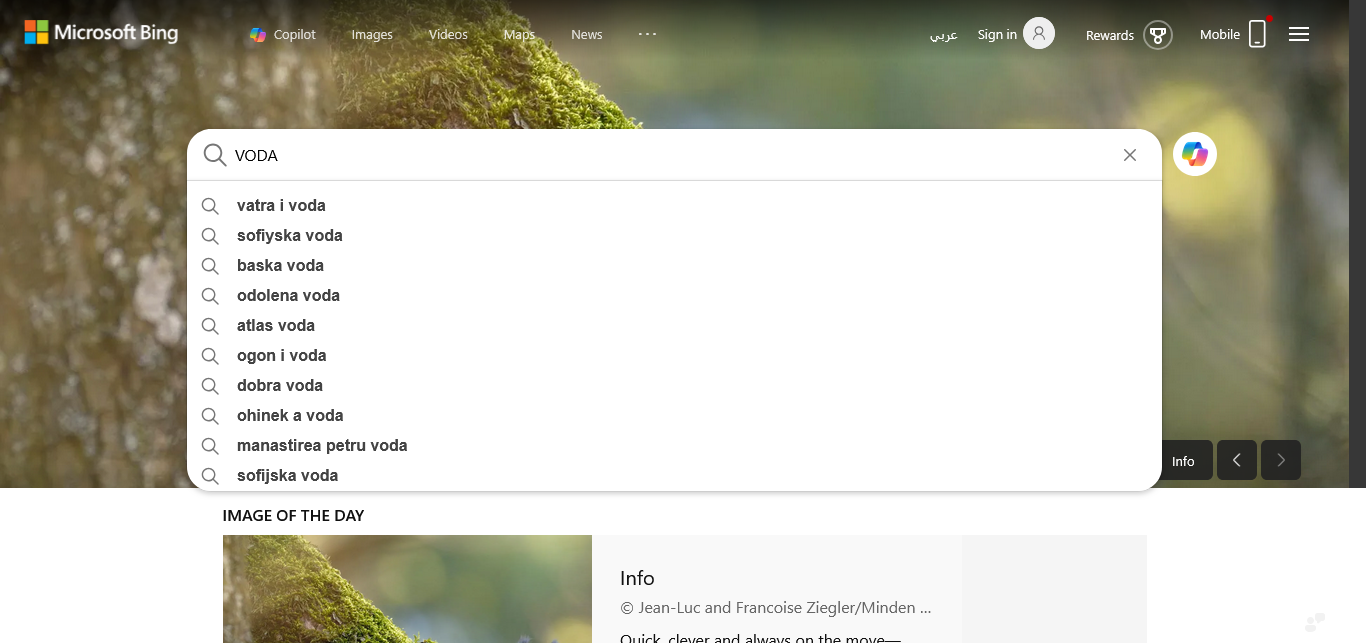 Microsoft Bing
Copilot
Images
Videos
Maps
News
عربي
Sign in
Rewards
Mobile
VODA
vatra i voda
sofiyska voda
baska voda
odolena voda
atlas voda
ogon i voda
dobra voda
ohinek a voda
manastirea petru voda
sofijska voda
Info
IMAGE OF THE DAY
Info
© Jean-Luc and Francoise Ziegler/Minden ...
Quick, clever and always on the move—